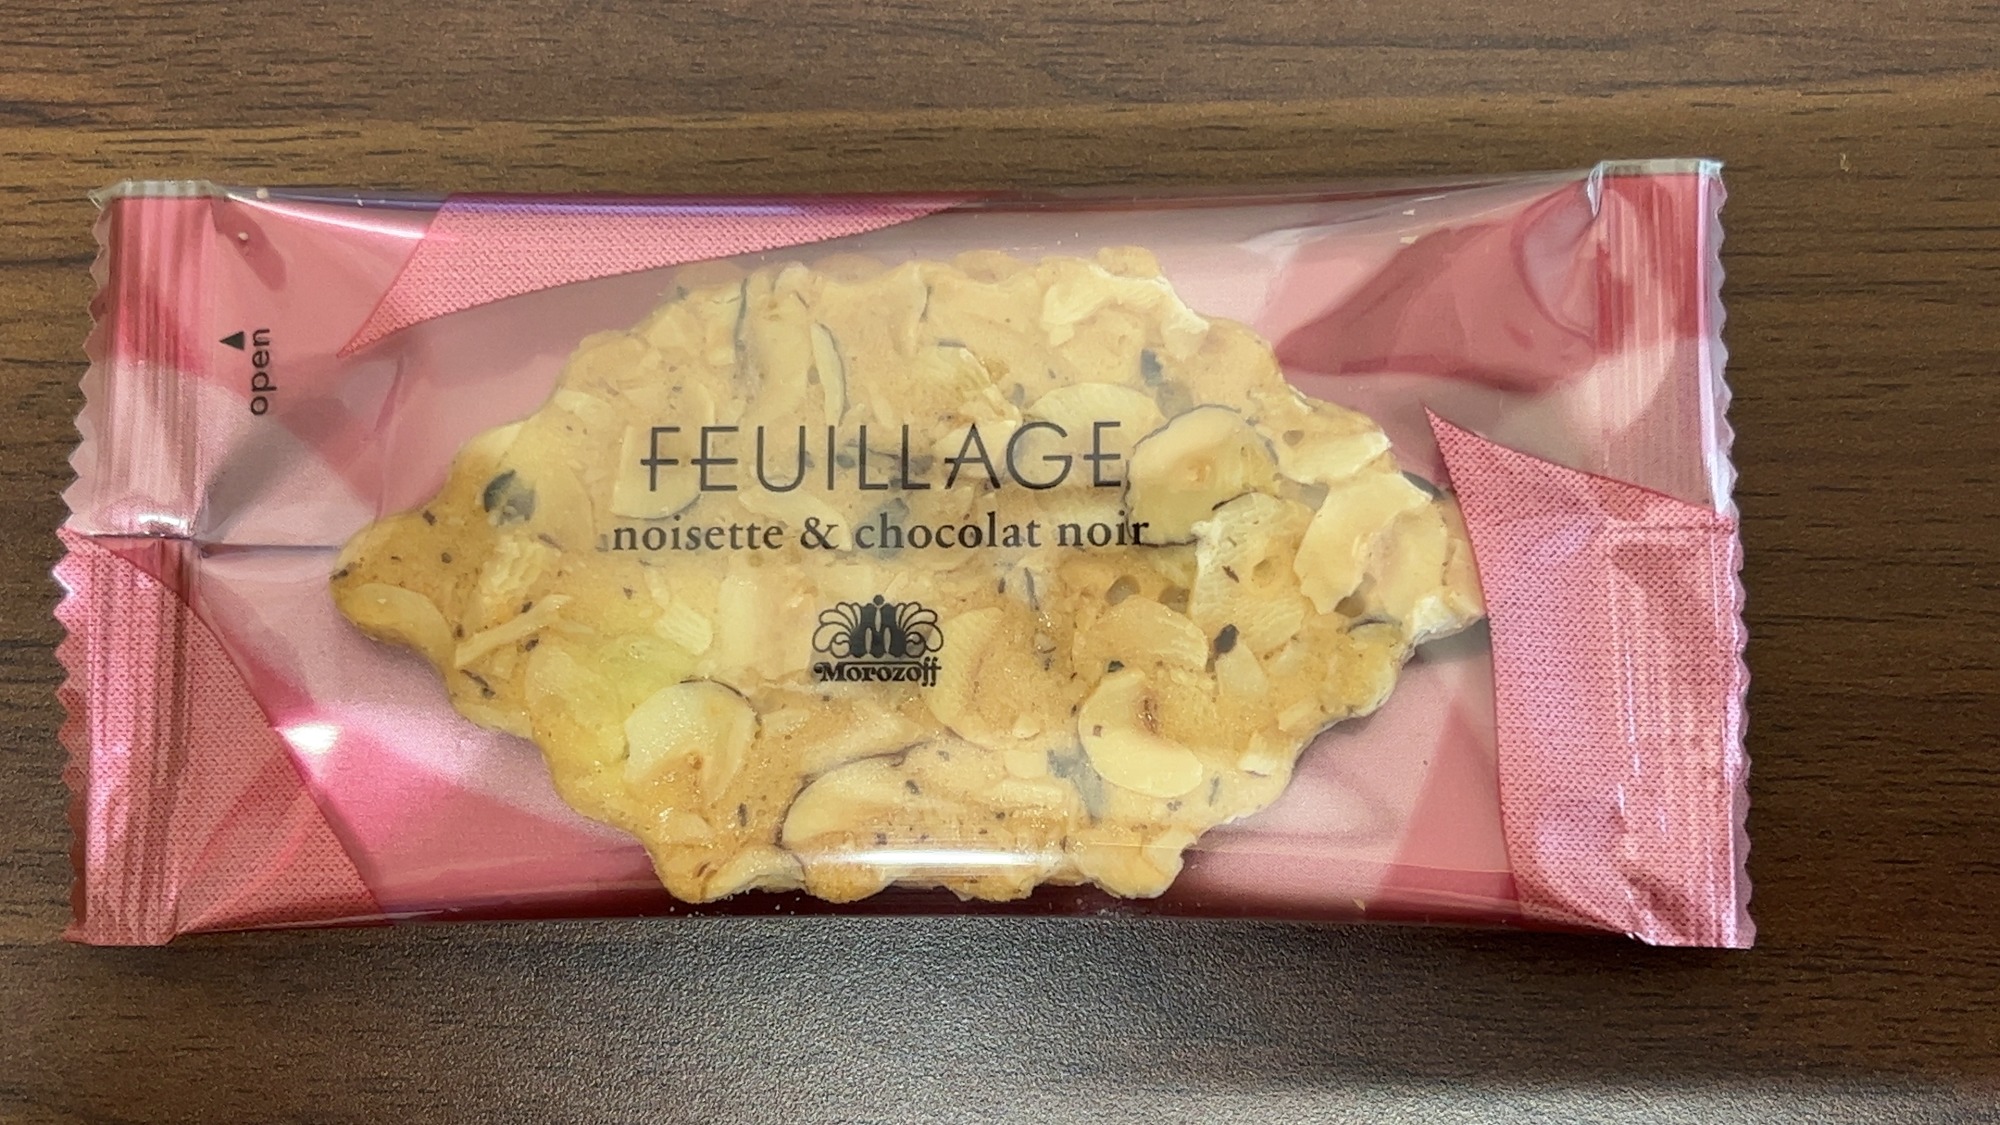 open
FEUILLAGE
noisette & chocolat noir
Morozoff